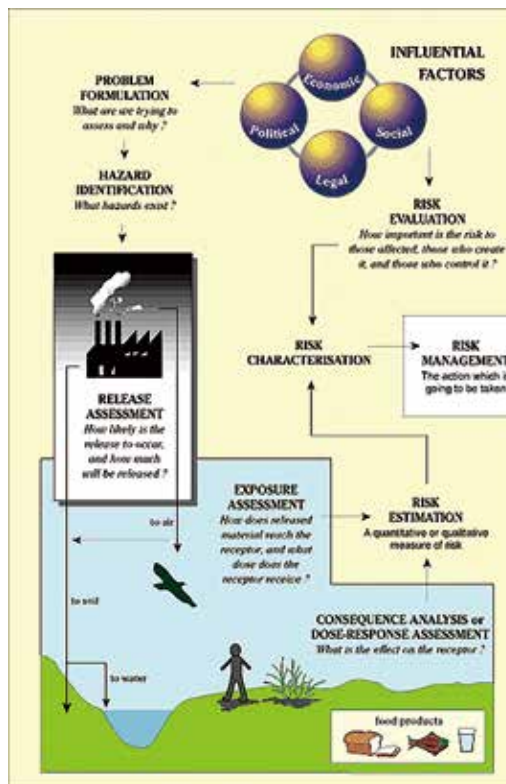 INFLUENTIAL
FACTORS
Economic
Political
Social
Legal
PROBLEM
FORMULATION
What are we trying to
assess and why ?
HAZARD
IDENTIFICATION
What hazards exist ?
RISK
EVALUATION
How important is the risk to
those affected, those who create
it, and those who control it ?
RISK
CHARACTERISATION
RISK
MANAGEMENT
The action which is
going to be taken
RELEASE
ASSESSMENT
How likely is the
release to occur,
and how much
will be released ?
EXPOSURE
ASSESSMENT
How does released
material reach the
receptor, and what
dose does the
receptor receive ?
RISK
ESTIMATION
A quantitative or qualitative
measure of risk
to air
to soil
to water
CONSEQUENCE ANALYSIS or
DOSE-RESPONSE ASSESSMENT
What is the effect on the receptor ?
food products